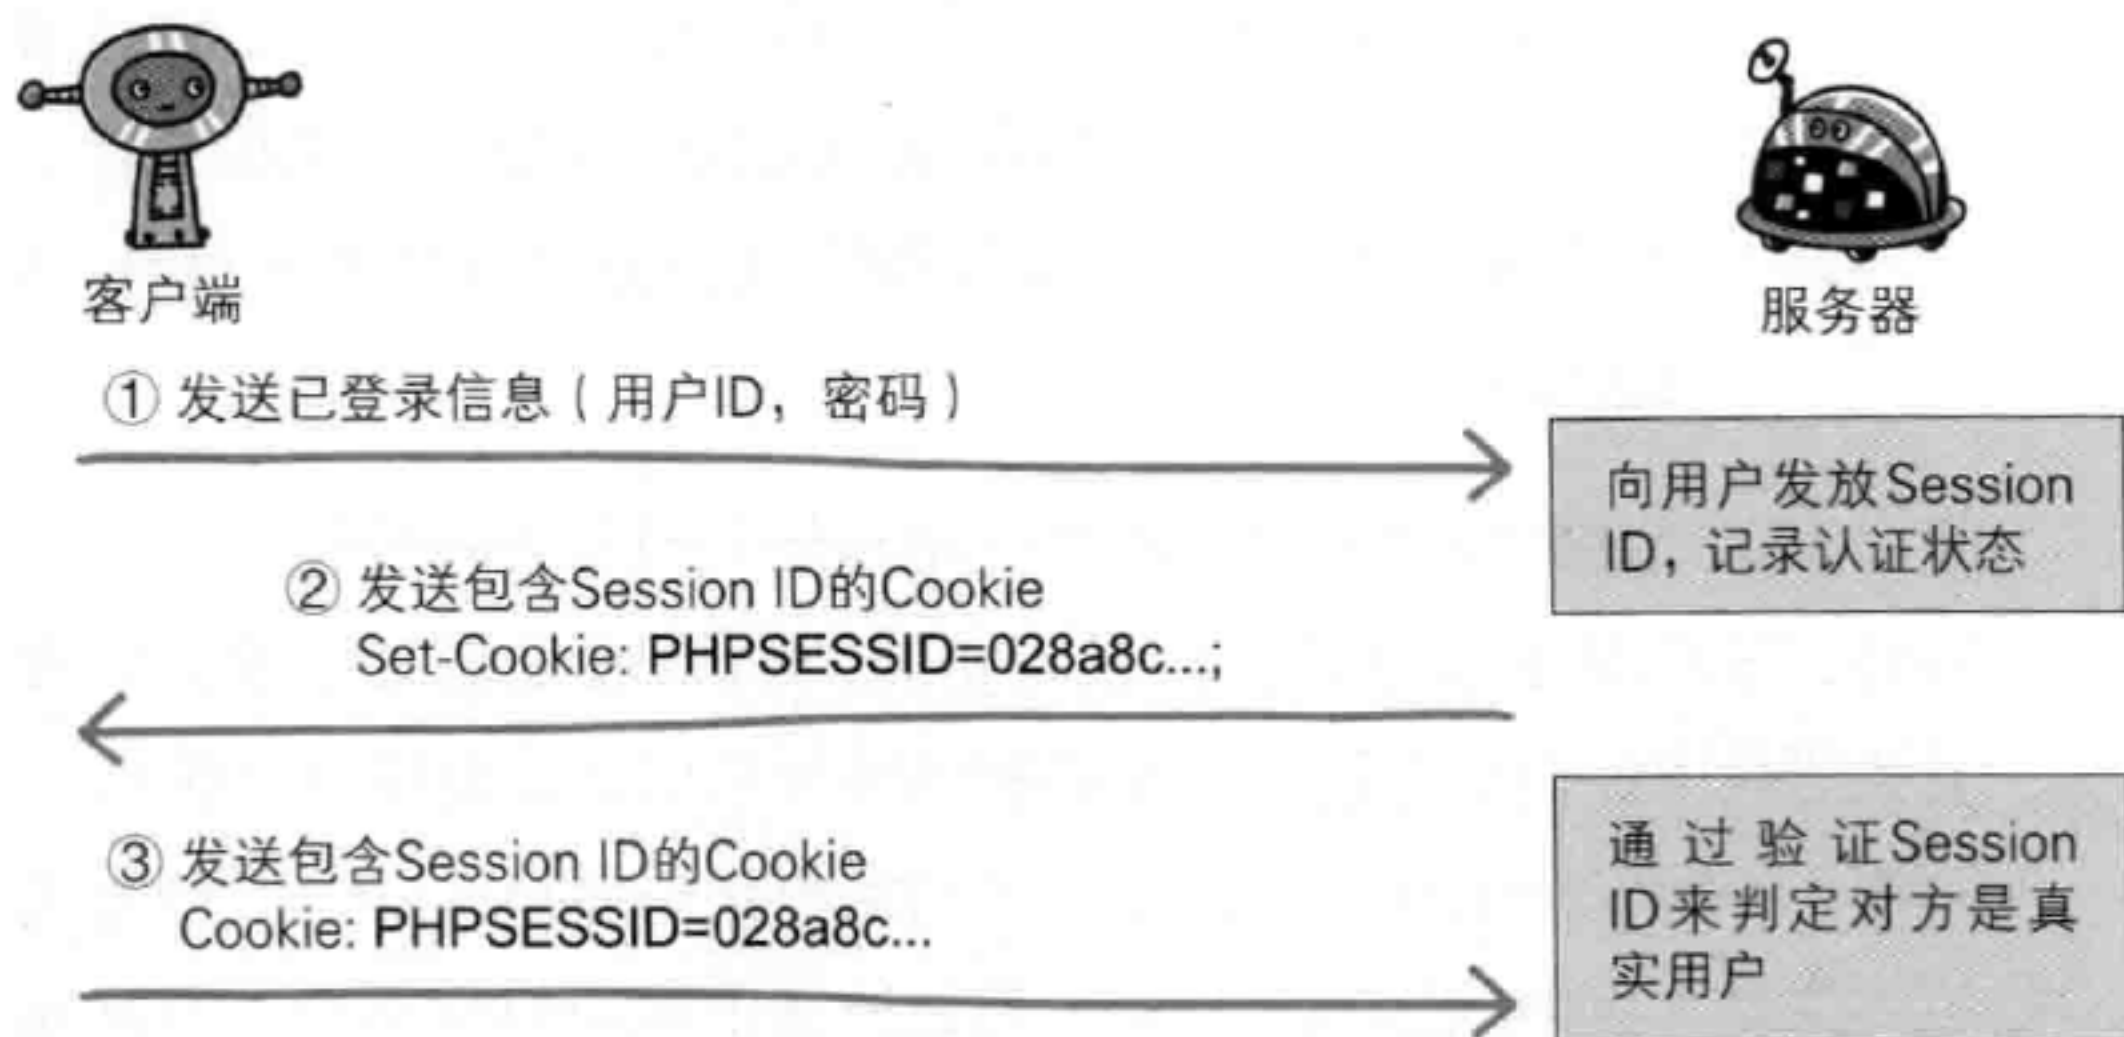 客户端
服务器
① 发送已登录信息（用户ID，密码）
向用户发放Session
ID，记录认证状态
② 发送包含Session ID的Cookie
Set-Cookie: PHPSESSID=028a8c...;
③ 发送包含Session ID的Cookie
Cookie: PHPSESSID=028a8c...
通过验证Session
ID来判定对方是真
实用户